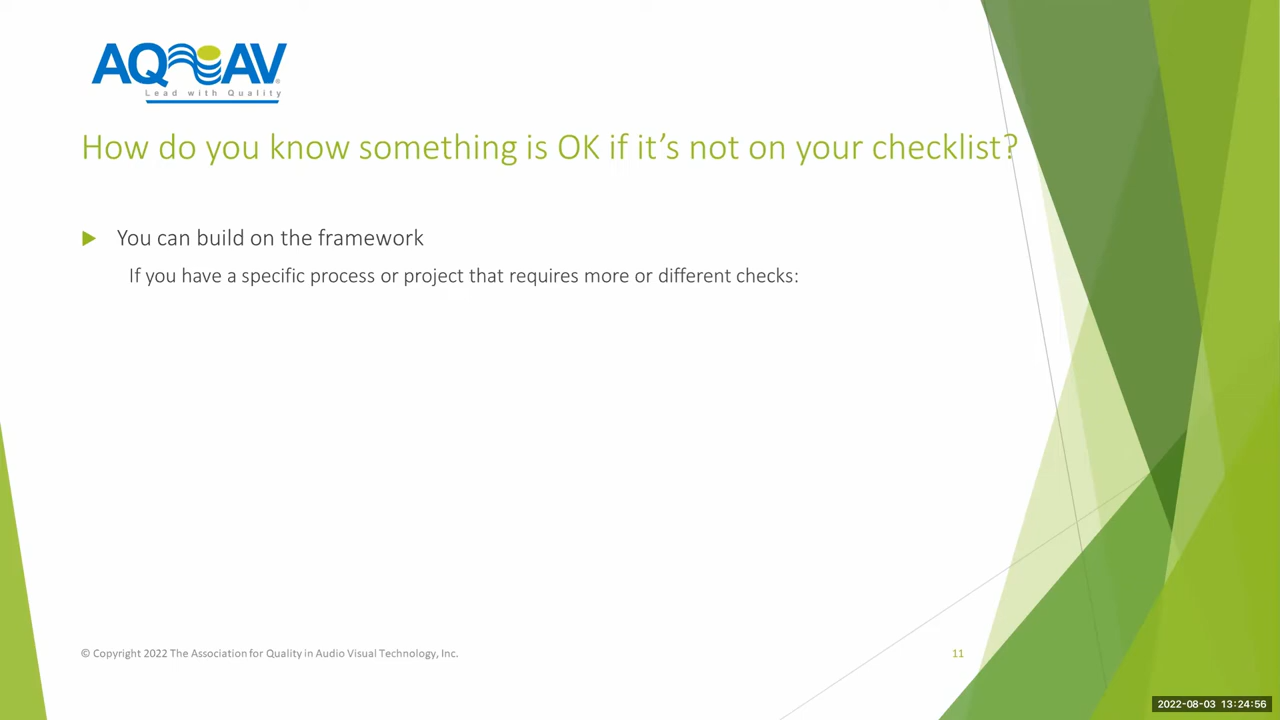 AQAV
Lead with Quality
How do you know something is OK if it's not on your checklist?
You can build on the framework
If you have a specific process or project that requires more or different checks:
© Copyright 2022 The Association for Quality in Audio Visual Technology, Inc.
11
2022-08-03 13:24:56